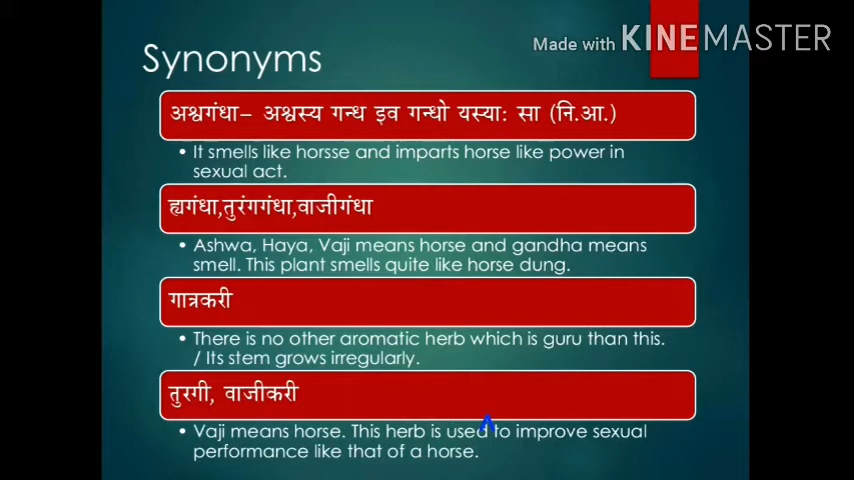 Made with KINEMASTER
Synonyms
अश्वगंधा– अश्वस्य गन्ध इव गन्धो यस्या: सा (नि.आ.)
• It smells like horsse and imparts horse like power in
sexual act.
ह्यगंधा,तुरंगगंधा,वाजीगंधा
• Ashwa, Haya, Vaji means horse and gandha means
smell. This plant smells quite like horse dung.
गात्रकरी
• There is no other aromatic herb which is guru than this.
/ Its stem grows irregularly.
तुरगी, वाजीकरी
• Vaji means horse. This herb is used to improve sexual
performance like that of a horse.